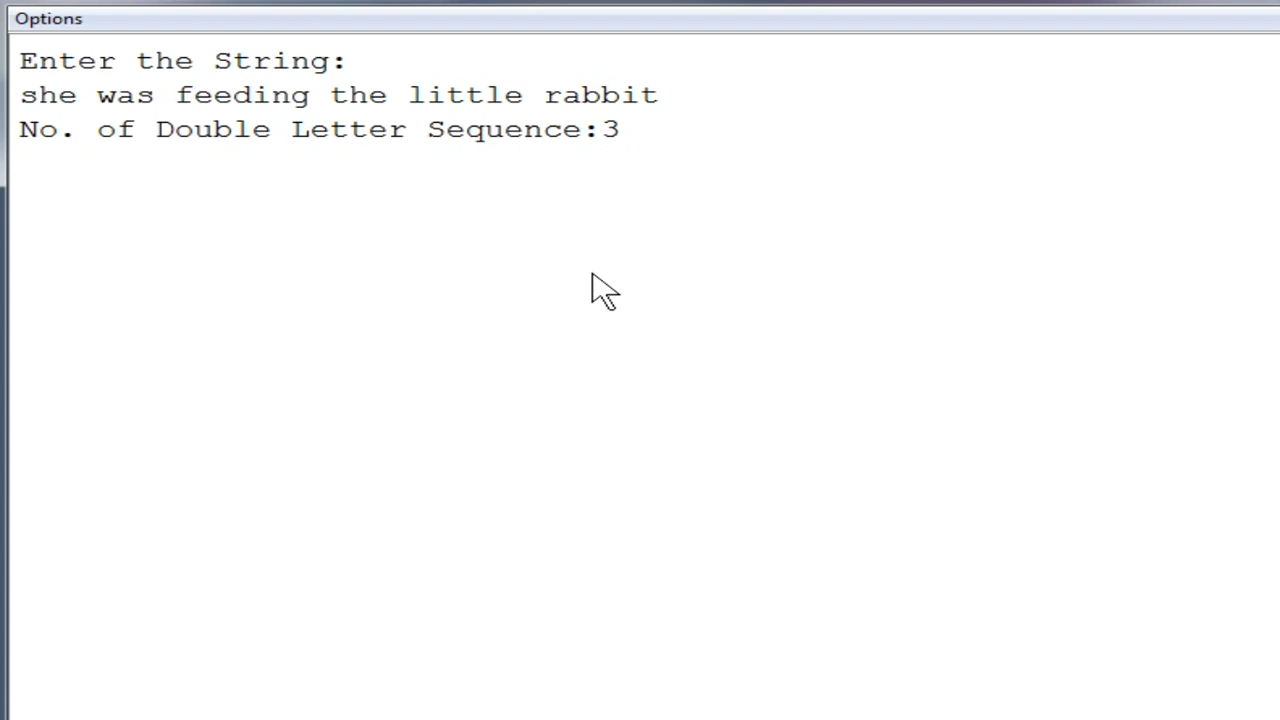 Options
Enter the String:
she was feeding the little rabbit
No. of Double Letter Sequence:3